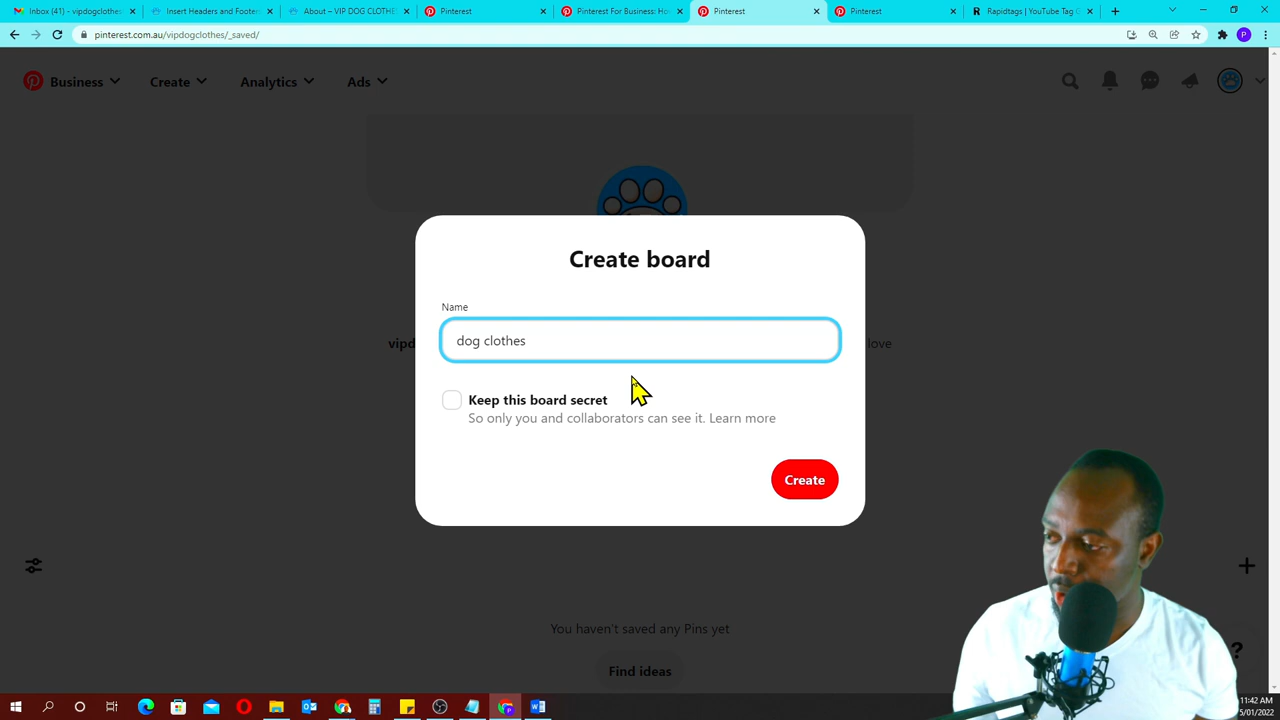 Inbox (41) - vipdogclothes
Insert Headers and Footer
About – VIP DOG CLOTHE
Pinterest
Pinterest For Business: Ho
Pinterest
Pinterest
R Rapidtags | YouTube Tag G
pinterest.com.au/vipdogclothes/_saved/
Business
Create
Analytics
Ads
Create board
Name
dog clothes
vipd
love
Keep this board secret
So only you and collaborators can see it. Learn more
Create
You haven't saved any Pins yet
Find ideas
?
11:42 AM
5/01/2022